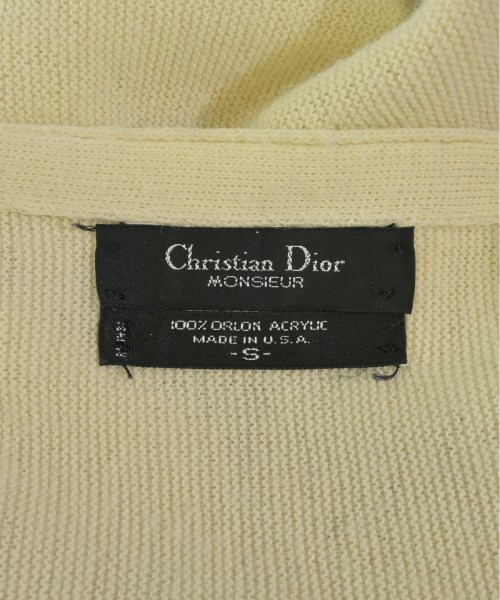 Christian Dior
MONSIEUR
100% ORLON ACRYLIC
MADE IN U.S.A.
-S-